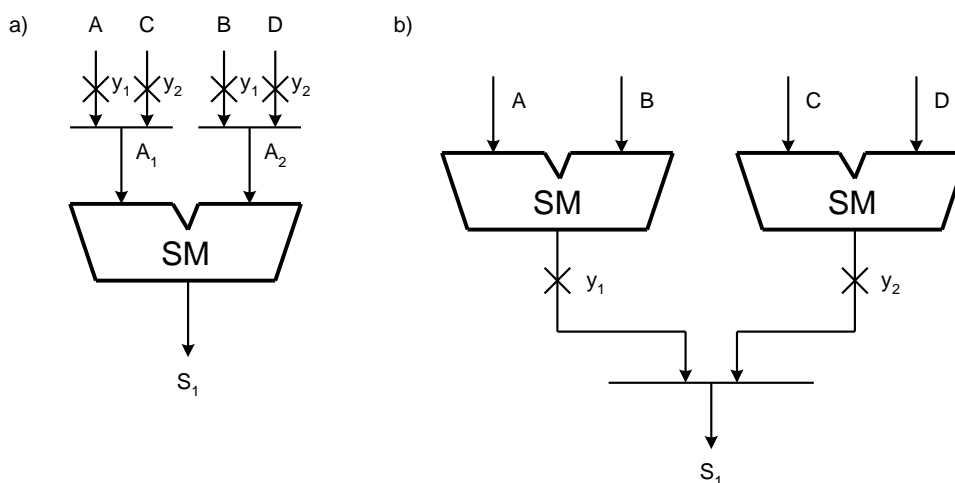 a)
A C B D
y1 y2 y1 y2
A1 A2
SM
S1
b)
A B C D
SM SM
y1 y2
S1